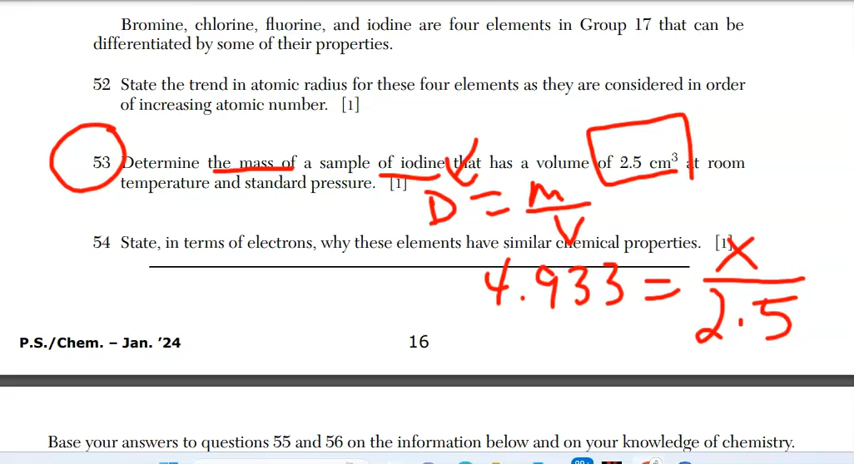 Bromine, chlorine, fluorine, and iodine are four elements in Group 17 that can be
differentiated by some of their properties.
52 State the trend in atomic radius for these four elements as they are considered in order
of increasing atomic number. [1]
53 Determine the mass of a sample of iodine that has a volume of 2.5 cm³ at room
temperature and standard pressure. [1]
D = m/V
54 State, in terms of electrons, why these elements have similar chemical properties. [1]
4.933 = x/2.5
P.S./Chem. – Jan. ’24 16
Base your answers to questions 55 and 56 on the information below and on your knowledge of chemistry.
99+